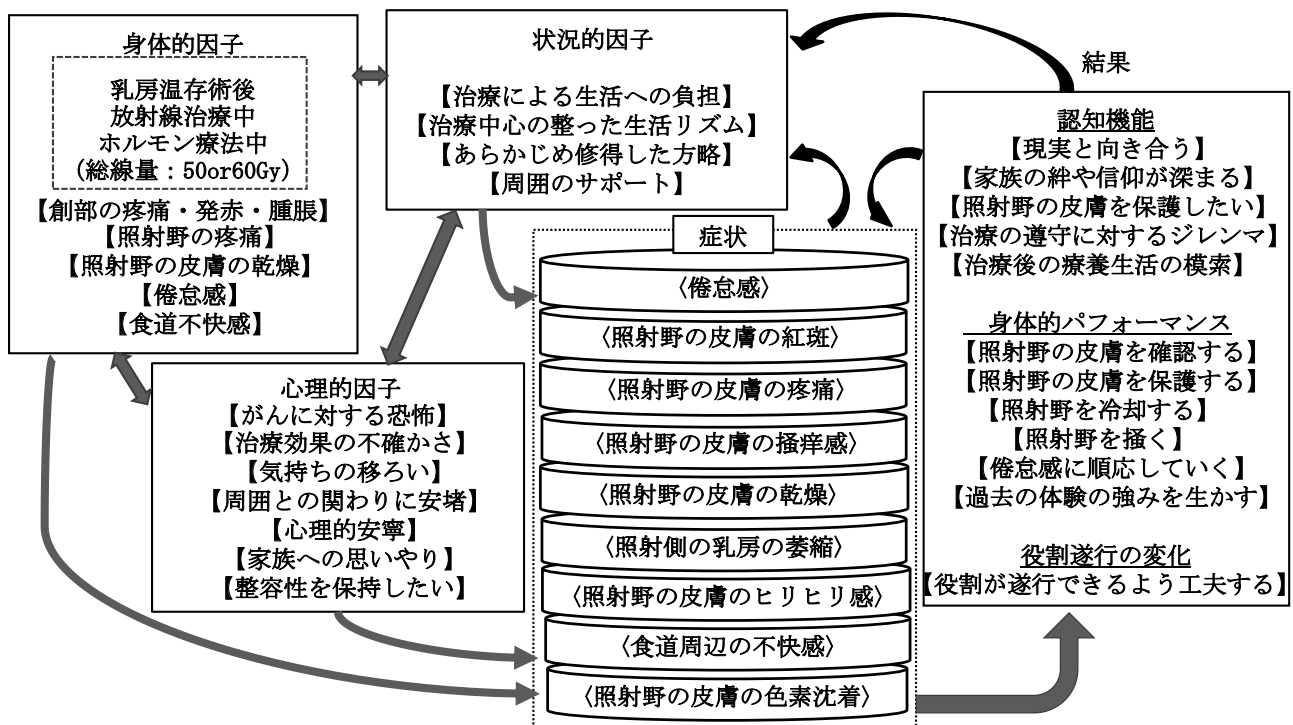 身体的因子
乳房温存術後
放射線治療中
ホルモン療法中
(総線量：50or60Gy)
【創部の疼痛・発赤・腫脹】
【照射野の疼痛】
【照射野の皮膚の乾燥】
【倦怠感】
【食道不快感】
状況的因子
【治療による生活への負担】
【治療中心の整った生活リズム】
【あらかじめ修得した方略】
【周囲のサポート】
心理的因子
【がんに対する恐怖】
【治療効果の不確かさ】
【気持ちの移ろい】
【周囲との関わりに安堵】
【心理的安寧】
【家族への思いやり】
【整容性を保持したい】
症状
〈倦怠感〉
〈照射野の皮膚の紅斑〉
〈照射野の皮膚の疼痛〉
〈照射野の皮膚の掻痒感〉
〈照射野の皮膚の乾燥〉
〈照射側の乳房の萎縮〉
〈照射野の皮膚のヒリヒリ感〉
〈食道周辺の不快感〉
〈照射野の皮膚の色素沈着〉
結果
認知機能
【現実と向き合う】
【家族の絆や信仰が深まる】
【照射野の皮膚を保護したい】
【治療の遵守に対するジレンマ】
【治療後の療養生活の模索】
身体的パフォーマンス
【照射野の皮膚を確認する】
【照射野の皮膚を保護する】
【照射野を冷却する】
【照射野を掻く】
【倦怠感に順応していく】
【過去の体験の強みを生かす】
役割遂行の変化
【役割が遂行できるよう工夫する】